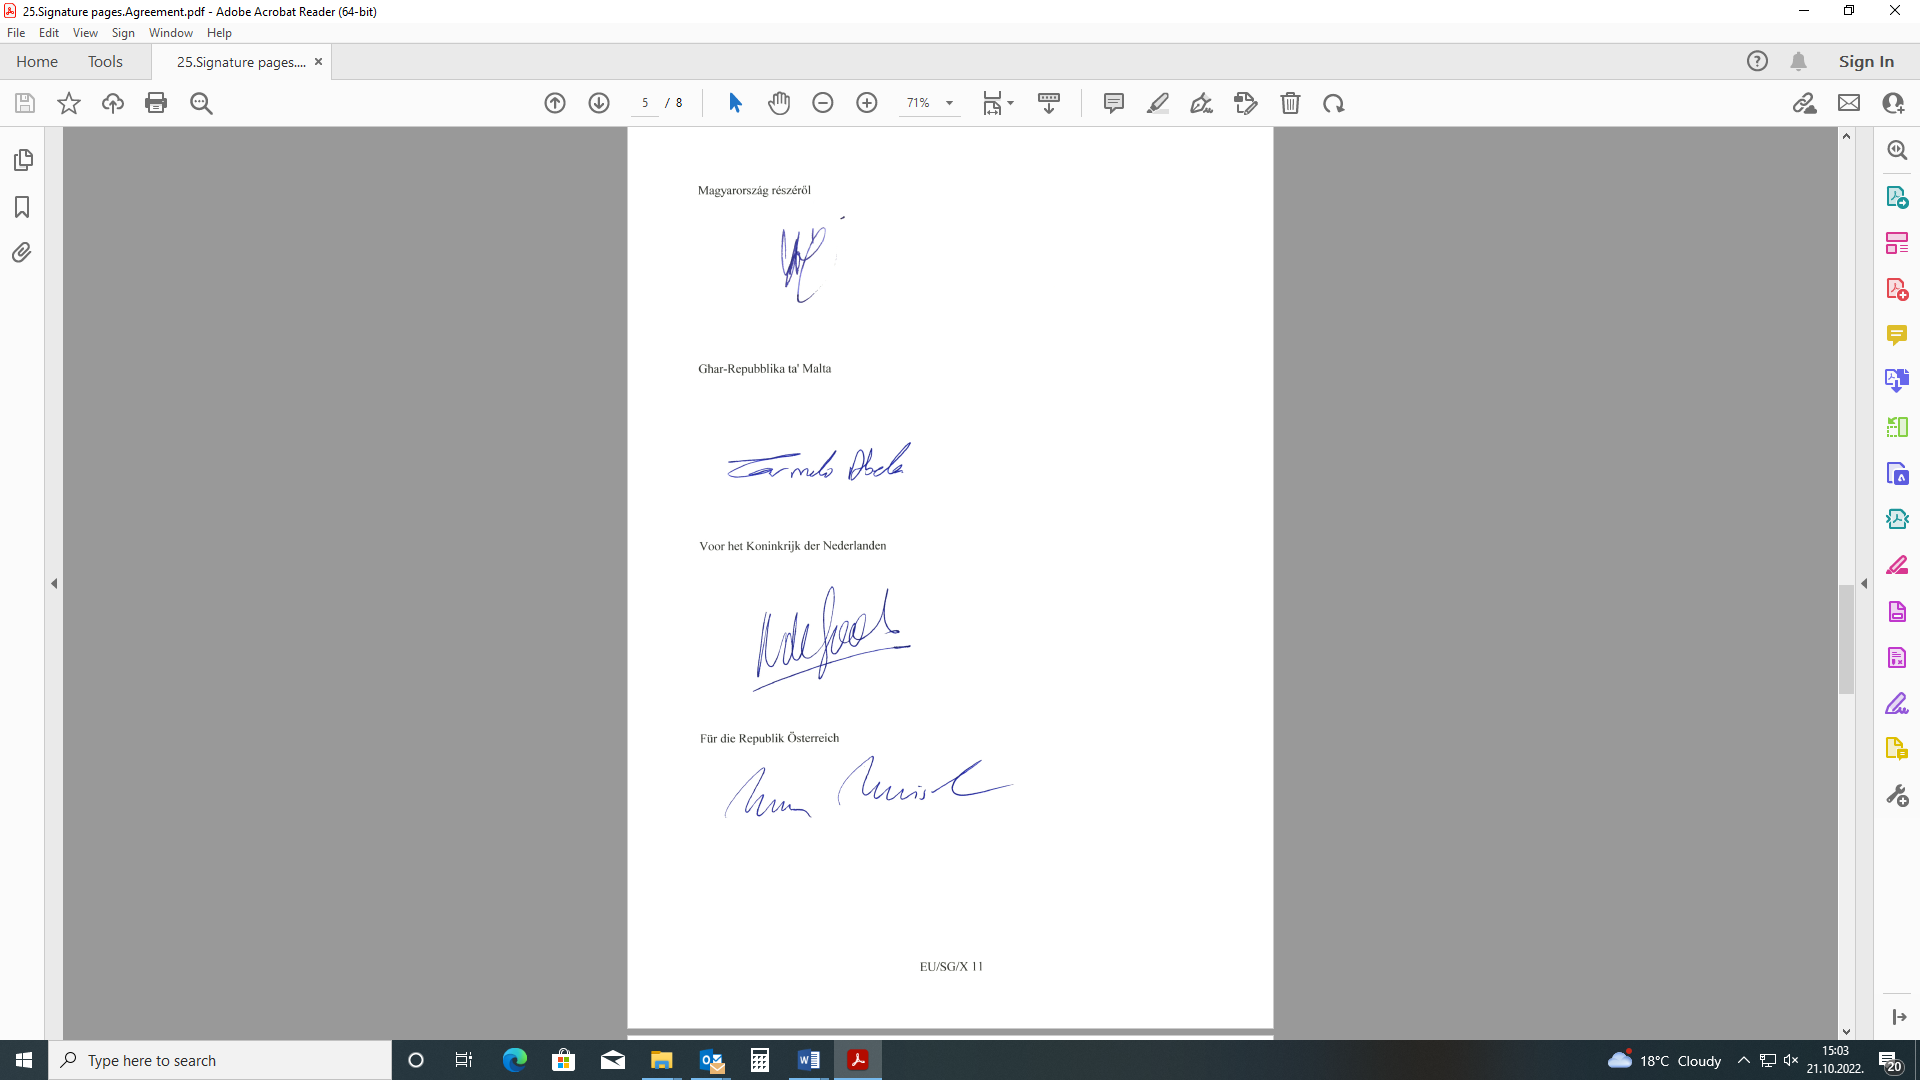 25.Signature pages.Agreement.pdf - Adobe Acrobat Reader (64-bit)
File Edit View Sign Window Help
Home Tools 25.Signature pages.... × Sign In
5 / 8 71%
Magyarország részéről
Għar-Repubblika ta' Malta
Carmelo Abela
Voor het Koninkrijk der Nederlanden
Für die Republik Österreich
EU/SG/X 11
Type here to search
18°C Cloudy
15:03
21.10.2022.
20